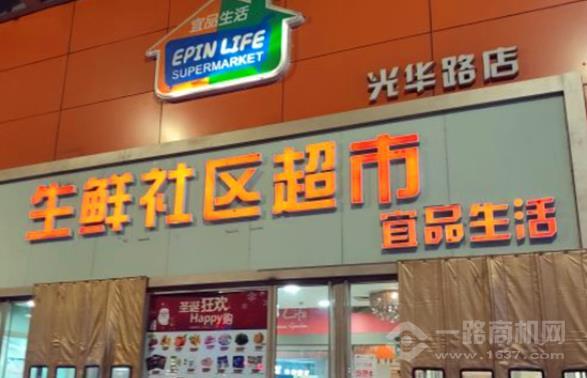 宜品生活
EPIN LIFE
SUPERMARKET
光华路店
生鲜社区超市
宜品生活
圣诞狂欢
Happy购
一路商机网
www.1637.com